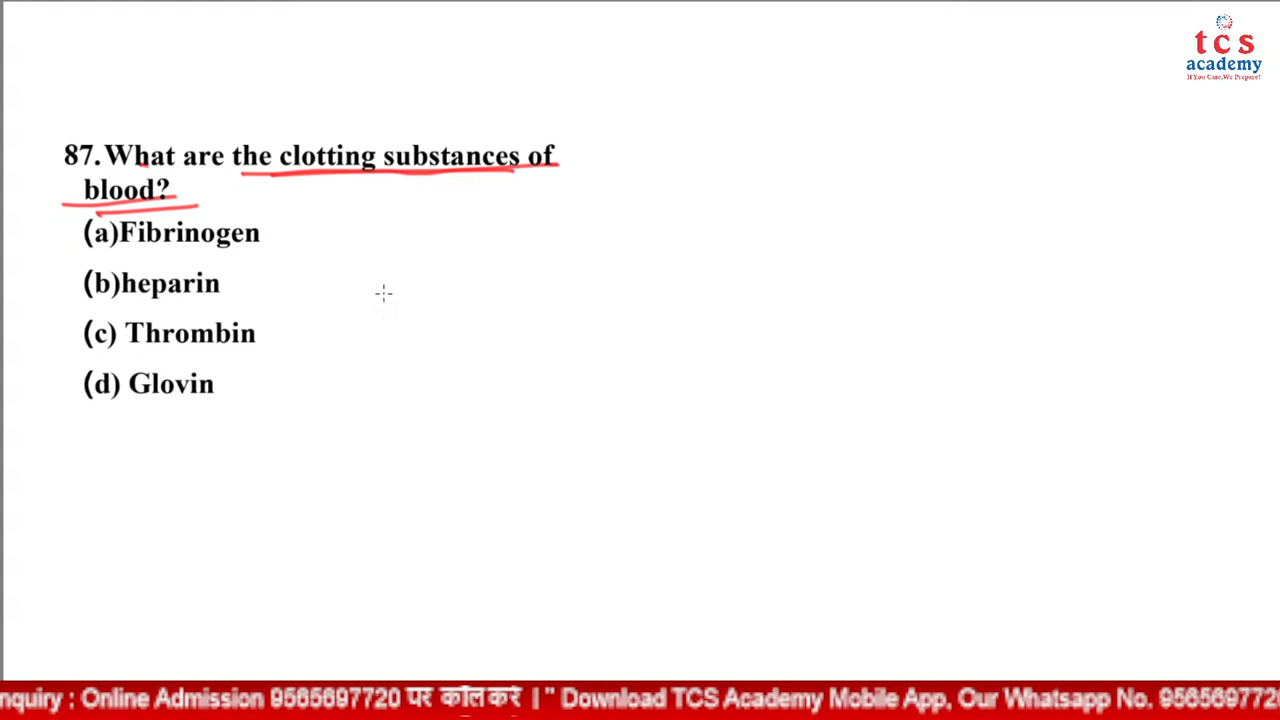 tcs
academy
If You Care,We Prepare!
87.What are the clotting substances of
blood?
(a)Fibrinogen
(b)heparin
(c) Thrombin
(d) Glovin
nquiry : Online Admission 9565697720 पर कॉल करें | " Download TCS Academy Mobile App, Our Whatsapp No. 956569772